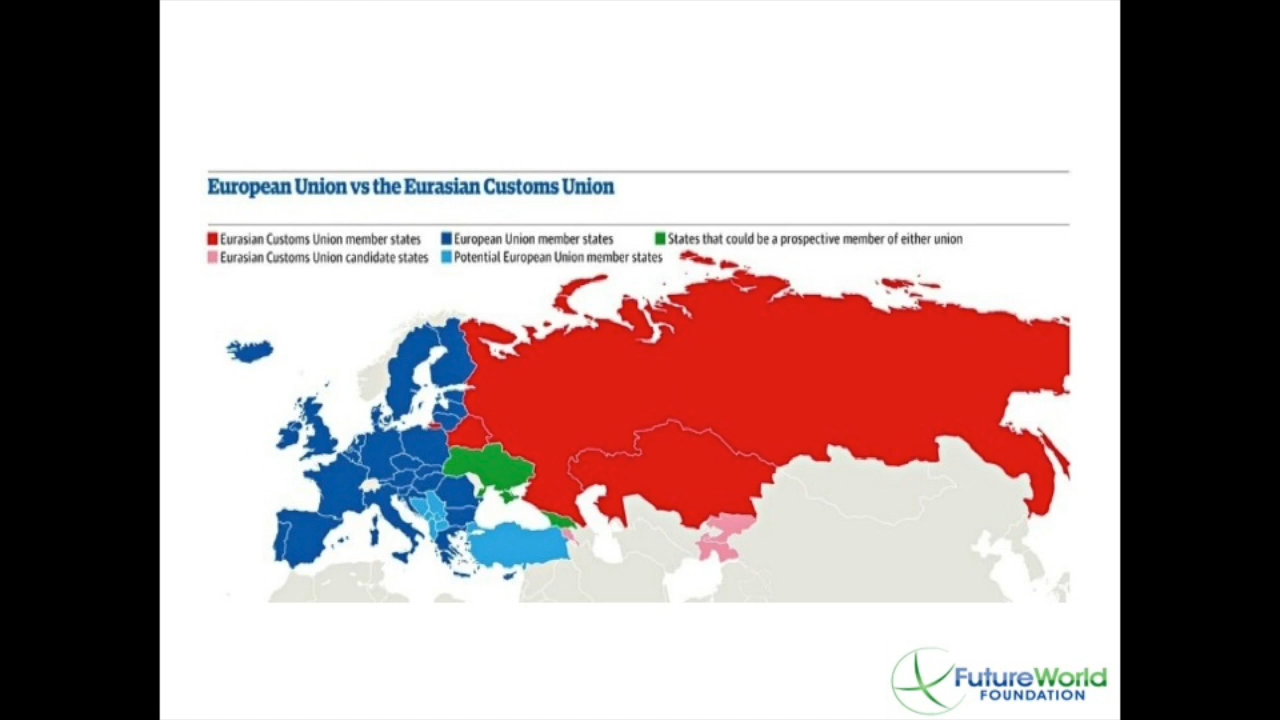 European Union vs the Eurasian Customs Union
Eurasian Customs Union member states European Union member states States that could be a prospective member of either union
Eurasian Customs Union candidate states Potential European Union member states
FutureWorld
FOUNDATION